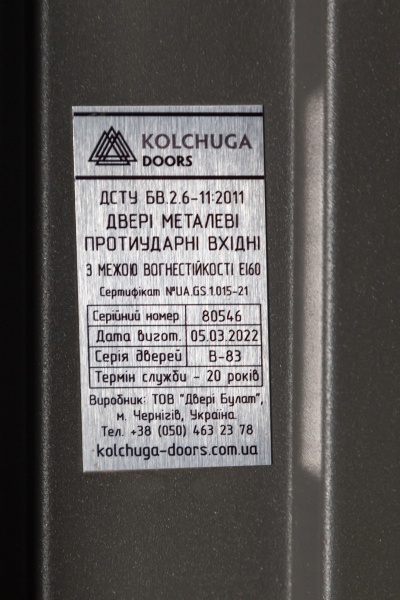 KOLCHUGA
DOORS
ДСТУ БВ.2.6-11:2011
ДВЕРІ МЕТАЛЕВІ
ПРОТИУДАРНІ ВХІДНІ
З МЕЖОЮ ВОГНЕСТІЙКОСТІ ЕІ60
Сертифікат №UA.GS.1.015-21
Серійний номер 80546
Дата вигот. 05.03.2022
Серія дверей В-83
Термін служби - 20 років
Виробник: ТОВ "Двері Булат",
м. Чернігів, Україна.
Тел. +38 (050) 463 23 78
kolchuga-doors.com.ua